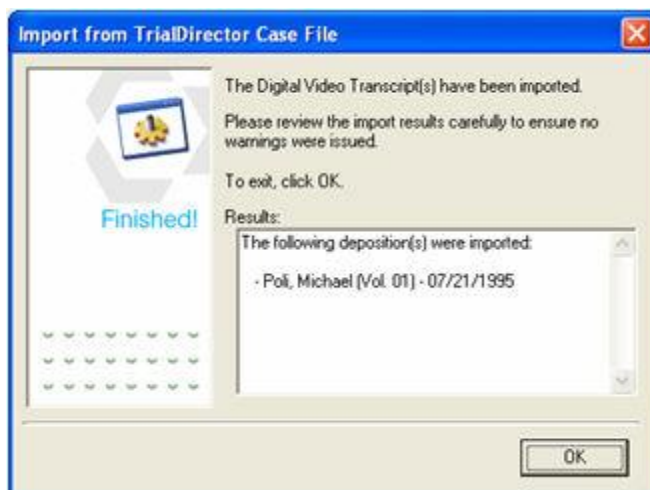 Import from TrialDirector Case File
The Digital Video Transcript(s) have been imported.
Please review the import results carefully to ensure no
warnings were issued.
To exit, click OK.
Finished!
Results:
The following deposition(s) were imported:
- Poli, Michael (Vol. 01) - 07/21/1995
OK